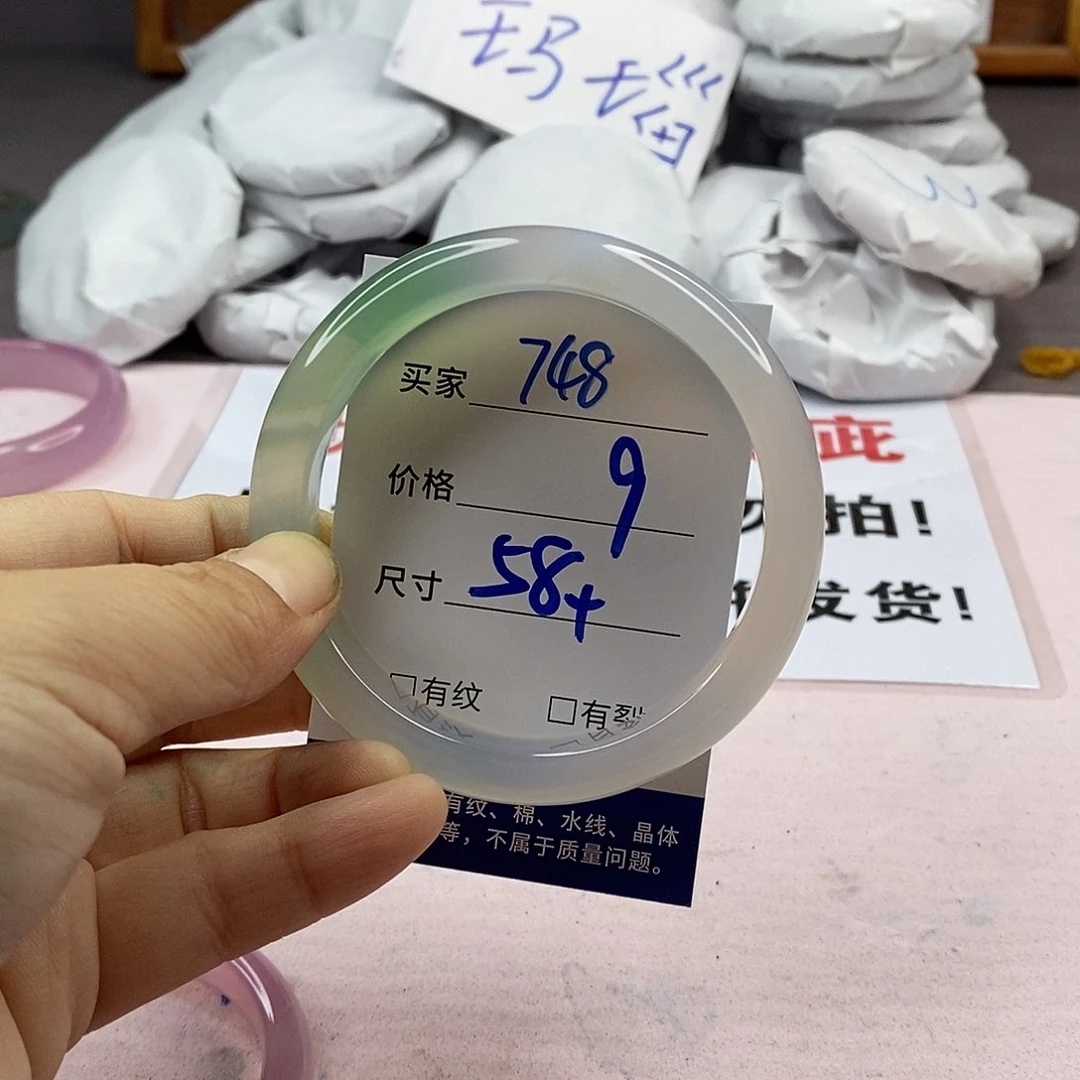 玛瑙
买家 748
价格 9
尺寸 58+
□有纹 □有裂
有纹、棉、水线、晶体
等，不属于质量问题。
拍!
发货!